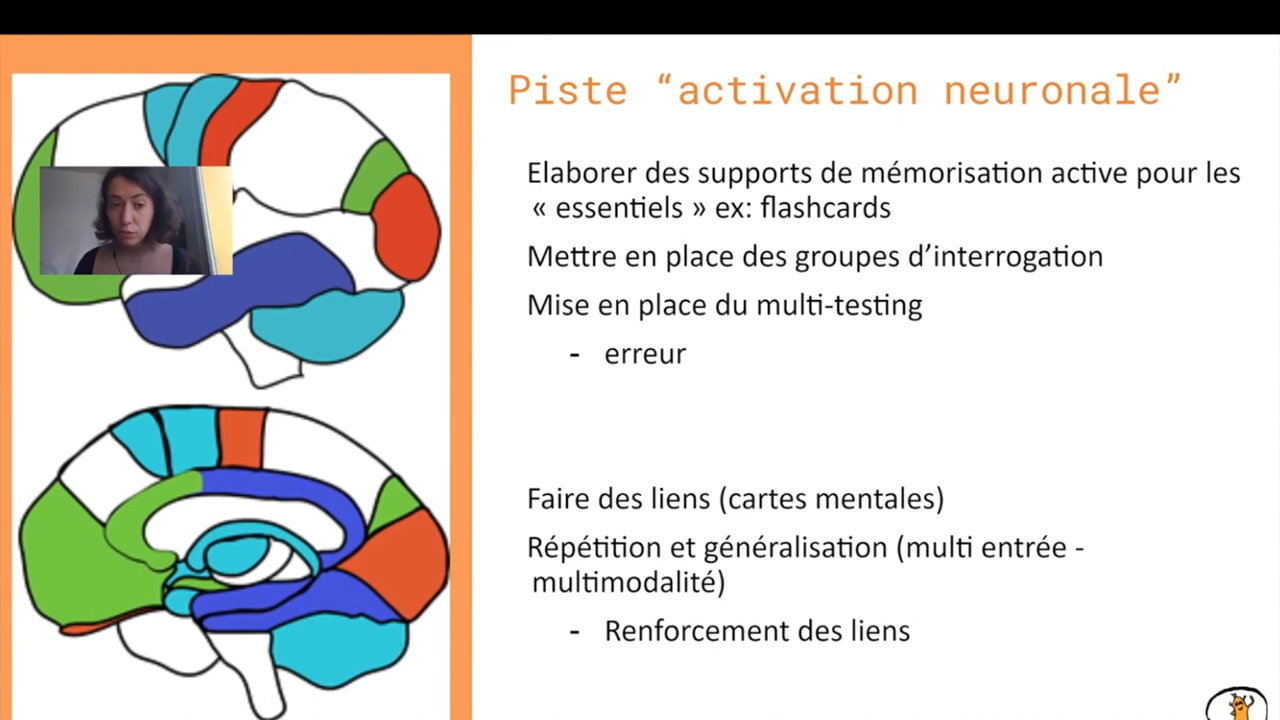 Piste “activation neuronale”
Elaborer des supports de mémorisation active pour les
« essentiels » ex: flashcards
Mettre en place des groupes d’interrogation
Mise en place du multi-testing
- erreur
Faire des liens (cartes mentales)
Répétition et généralisation (multi entrée -
multimodalité)
- Renforcement des liens